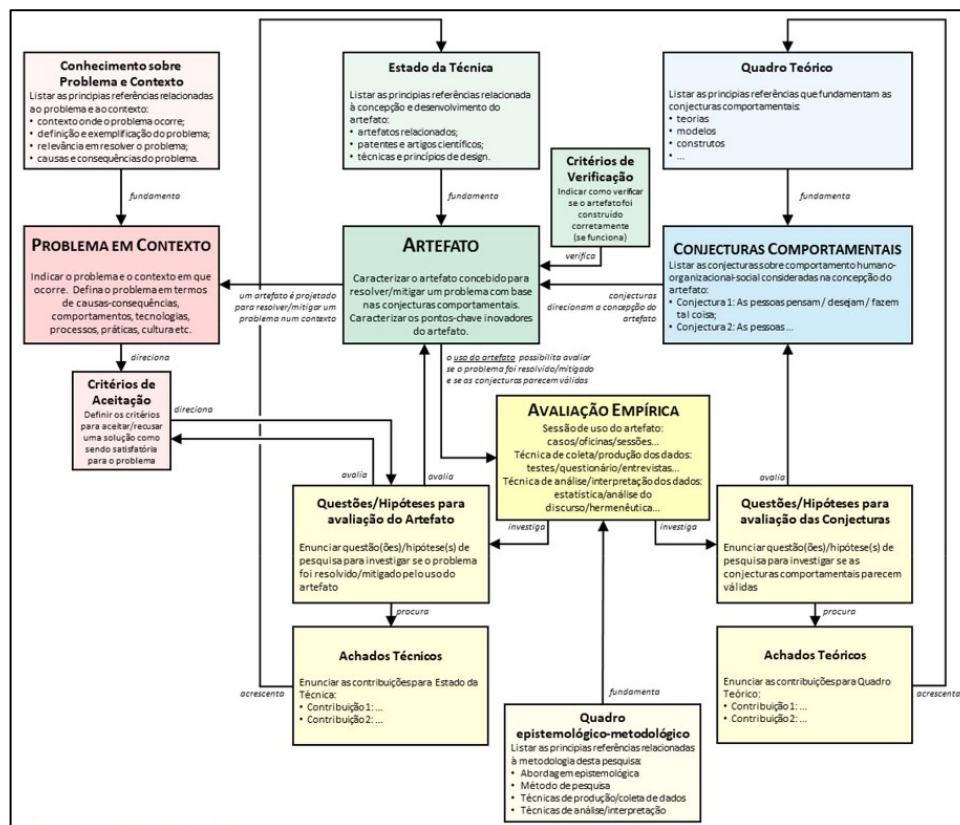 Conhecimento sobre
Problema e Contexto
Listar as principias referências relacionadas
ao problema e ao contexto:
• contexto onde o problema ocorre;
• definição e exemplificação do problema;
• relevância em resolver o problema;
• causas e consequências do problema.
Estado da Técnica
Listar as principias referências relacionada
à concepção e desenvolvimento do
artefato:
• artefatos relacionados;
• patentes e artigos científicos;
• técnicas e princípios de design.
Quadro Teórico
Listar as principias referências que fundamentam as
conjecturas comportamentais:
• teorias
• modelos
• construtos
• ...
Critérios de
Verificação
Indicar como verificar
se o artefato foi
construído
corretamente
(se funciona)
fundamenta
fundamenta
fundamenta
verifica
PROBLEMA EM CONTEXTO
Indicar o problema e o contexto em que
ocorre. Defina o problema em termos
de causas-consequências,
comportamentos, tecnologias,
processos, práticas, cultura etc.
um artefato é projetado
para resolver/mitigar um
problema num contexto
ARTEFATO
Caracterizar o artefato concebido para
resolver/mitigar um problema com base
nas conjecturas comportamentais.
Caracterizar os pontos-chave inovadores
do artefato.
conjecturas
direcionam a concepção do
artefato
CONJECTURAS COMPORTAMENTAIS
Listar as conjecturass sobre comportamento humano-
organizacional-social consideradas na concepção do
artefato:
• Conjectura 1: As pessoas pensam / desejam / fazem
tal coisa;
• Conjectura 2: As pessoas ...
direciona
o uso do artefato possibilita avaliar
se o problema foi resolvido/mitigado
e se as conjecturas parecem válidas
Critérios de
Aceitação
Definir os critérios
para aceitar/recusar
uma solução como
sendo satisfatória
para o problema
direciona
avalia
avalia
AVALIAÇÃO EMPÍRICA
Sessão de uso do artefato:
casos/oficinas/sessões...
Técnica de coleta/produção dos dados:
testes/questionário/entrevistas...
Técnica de análise/interpretação dos dados:
estatística/análise do
discurso/hermenêutica...
avalia
Questões/Hipóteses para
avaliação do Artefato
Enunciar questão(ões)/hipótese(s) de
pesquisa para investigar se o problema
foi resolvido/mitigado pelo uso do
artefato
investiga
investiga
Questões/Hipóteses para
avaliação das Conjecturas
Enunciar questão(ões)/hipótese(s) de
pesquisa para investigar se as
conjecturas comportamentais parecem
válidas
procura
procura
Achados Técnicos
Enunciar as contribuições para Estado da
Técnica:
• Contribuição 1: ...
• Contribuição 2: ...
acrescenta
fundamenta
Achados Teóricos
Enunciar as contribuições para Quadro
Teórico:
• Contribuição 1: ...
• Contribuição 2: ...
acrescenta
Quadro
epistemológico-metodológico
Listar as principias referências relacionadas
à metodologia desta pesquisa:
• Abordagem epistemológica
• Método de pesquisa
• Técnicas de produção/coleta de dados
• Técnicas de análise/interpretação